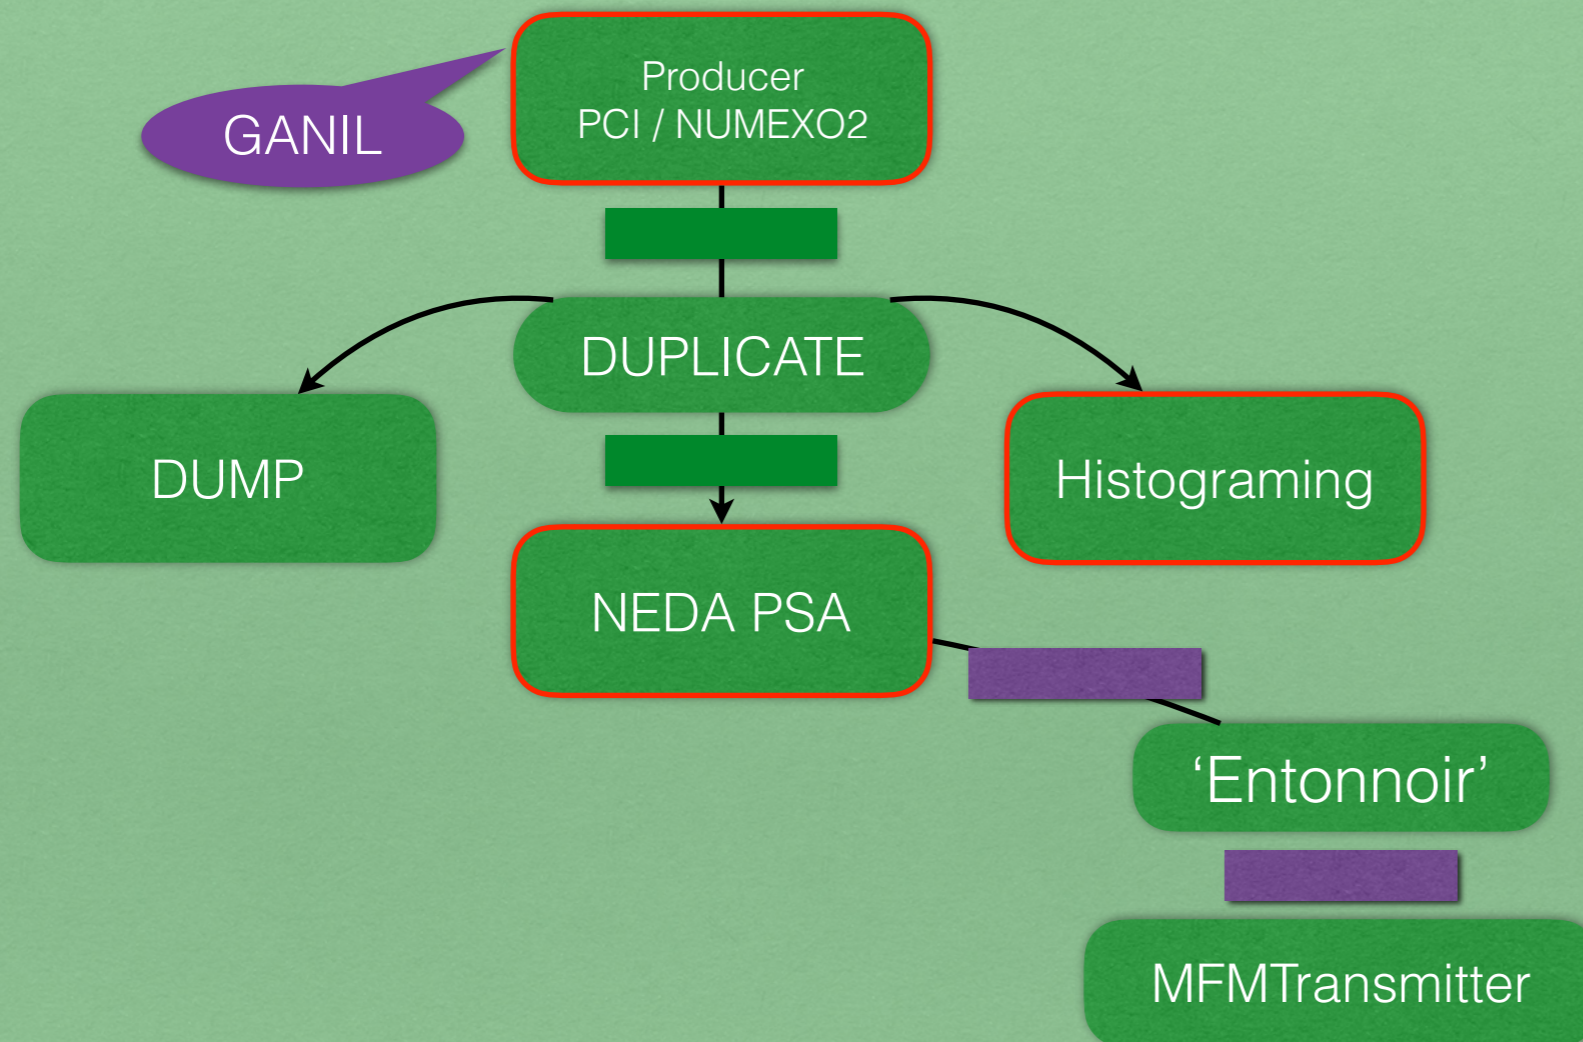 Producer
PCI / NUMEXO2
GANIL
DUPLICATE
DUMP
Histograming
NEDA PSA
‘Entonnoir’
MFMTransmitter